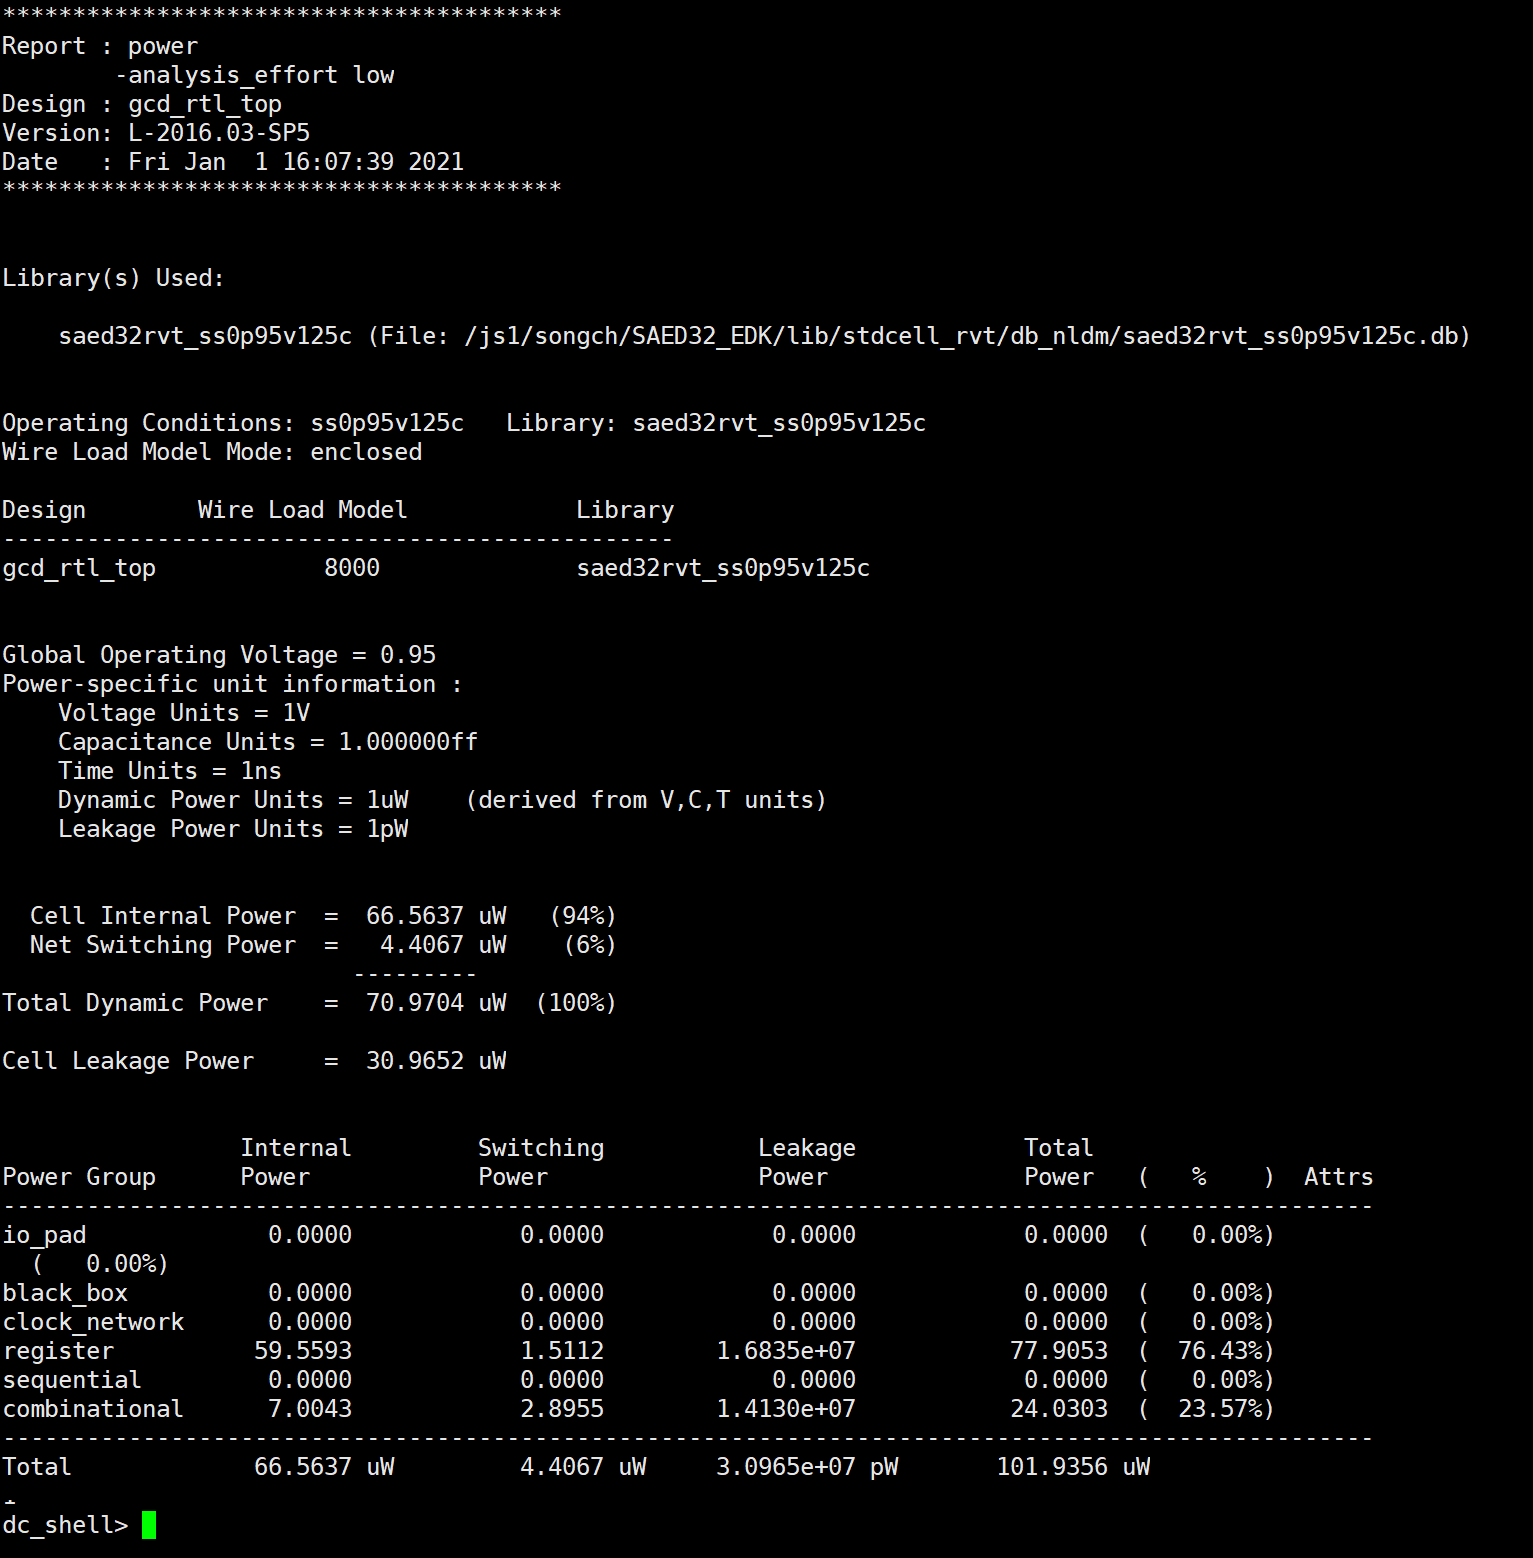 ****************************************
Report : power
        -analysis_effort low
Design : gcd_rtl_top
Version: L-2016.03-SP5
Date   : Fri Jan  1 16:07:39 2021
****************************************
Library(s) Used:
    saed32rvt_ss0p95v125c (File: /js1/songch/SAED32_EDK/lib/stdcell_rvt/db_nldm/saed32rvt_ss0p95v125c.db)
Operating Conditions: ss0p95v125c   Library: saed32rvt_ss0p95v125c
Wire Load Model Mode: enclosed
Design        Wire Load Model            Library
------------------------------------------------
gcd_rtl_top            8000              saed32rvt_ss0p95v125c
Global Operating Voltage = 0.95
Power-specific unit information :
    Voltage Units = 1V
    Capacitance Units = 1.000000ff
    Time Units = 1ns
    Dynamic Power Units = 1uW    (derived from V,C,T units)
    Leakage Power Units = 1pW
  Cell Internal Power  =  66.5637 uW   (94%)
  Net Switching Power  =   4.4067 uW    (6%)
                         ---------
Total Dynamic Power    =  70.9704 uW  (100%)
Cell Leakage Power     =  30.9652 uW
                 Internal         Switching           Leakage            Total
Power Group      Power            Power               Power              Power   (   %    )  Attrs
--------------------------------------------------------------------------------------------------
io_pad             0.0000            0.0000            0.0000            0.0000  (   0.00%)
  (   0.00%)
black_box          0.0000            0.0000            0.0000            0.0000  (   0.00%)
clock_network      0.0000            0.0000            0.0000            0.0000  (   0.00%)
register          59.5593            1.5112        1.6835e+07           77.9053  (  76.43%)
sequential         0.0000            0.0000            0.0000            0.0000  (   0.00%)
combinational      7.0043            2.8955        1.4130e+07           24.0303  (  23.57%)
--------------------------------------------------------------------------------------------------
Total             66.5637 uW         4.4067 uW     3.0965e+07 pW       101.9356 uW
1
dc_shell>